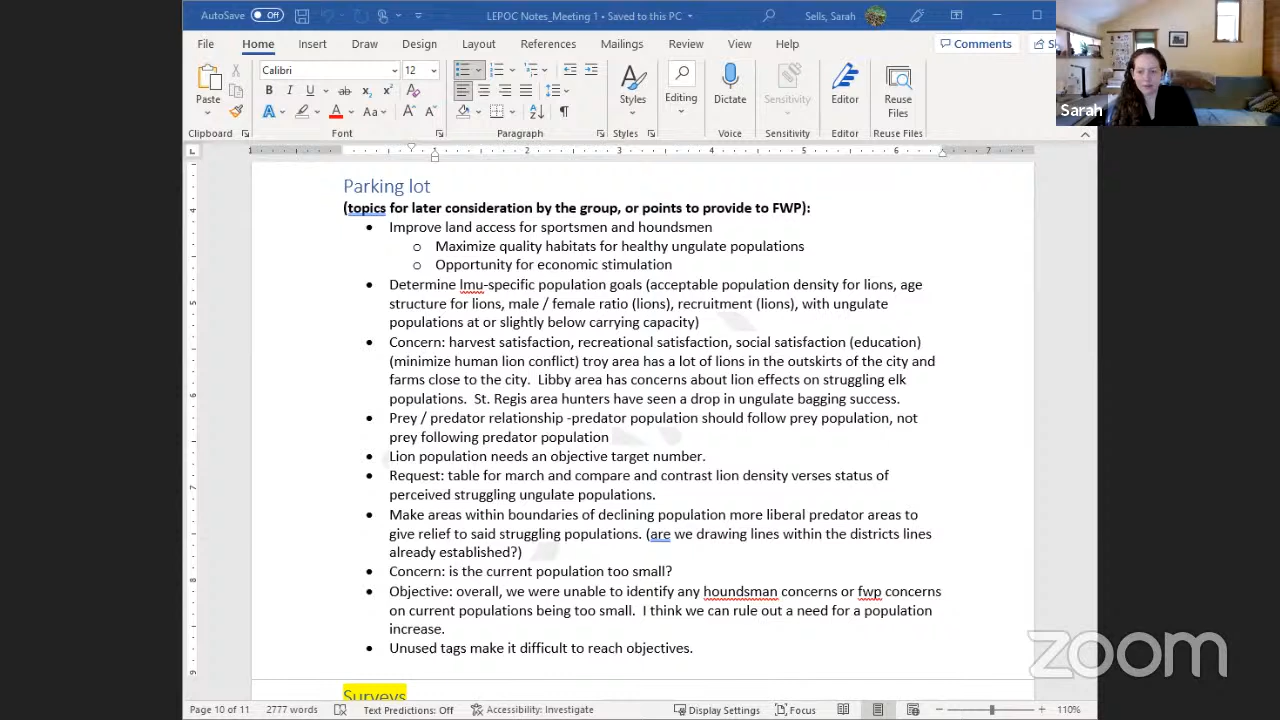 AutoSave Off LEPOC Notes_Meeting 1 • Saved to this PC Sells, Sarah
File Home Insert Draw Design Layout References Mailings Review View Help Comments
Calibri 12
Paste Styles Editing Dictate Sensitivity Editor Reuse Files
Clipboard Font Paragraph Styles Voice Sensitivity Editor Reuse Files
Sarah
1 1 2 3 4 5 6 7
Parking lot
(topics for later consideration by the group, or points to provide to FWP):
• Improve land access for sportsmen and houndsmen
o Maximize quality habitats for healthy ungulate populations
o Opportunity for economic stimulation
• Determine lmu-specific population goals (acceptable population density for lions, age
structure for lions, male / female ratio (lions), recruitment (lions), with ungulate
populations at or slightly below carrying capacity)
• Concern: harvest satisfaction, recreational satisfaction, social satisfaction (education)
(minimize human lion conflict) troy area has a lot of lions in the outskirts of the city and
farms close to the city.  Libby area has concerns about lion effects on struggling elk
populations.  St. Regis area hunters have seen a drop in ungulate bagging success.
• Prey / predator relationship -predator population should follow prey population, not
prey following predator population
• Lion population needs an objective target number.
• Request: table for march and compare and contrast lion density verses status of
perceived struggling ungulate populations.
• Make areas within boundaries of declining population more liberal predator areas to
give relief to said struggling populations. (are we drawing lines within the districts lines
already established?)
• Concern: is the current population too small?
• Objective: overall, we were unable to identify any houndsman concerns or fwp concerns
on current populations being too small.  I think we can rule out a need for a population
increase.
• Unused tags make it difficult to reach objectives.
Surveys
4 5 6 7 8 9
zoom
Page 10 of 11 2777 words Text Predictions: Off Accessibility: Investigate Display Settings Focus 110%